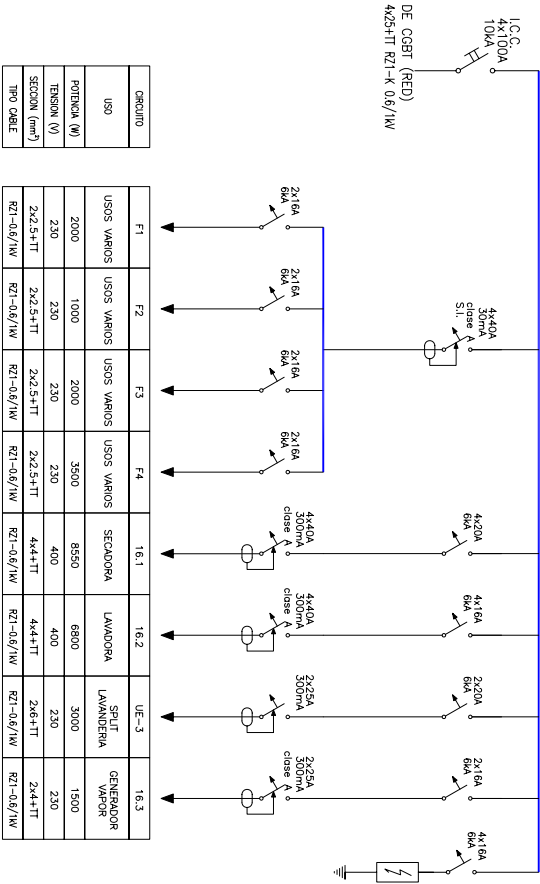 I.C.C.
4x100A
10kA
DE CGBT (RED)
4x25+TT RZ1-K 0.6/1kV
4x40A
30mA
clase A
S.I.
2x16A
6kA
2x16A
6kA
2x16A
6kA
2x16A
6kA
4x20A
6kA
4x16A
6kA
2x20A
6kA
2x16A
6kA
4x16A
6kA
4x40A
300mA
clase A
4x40A
300mA
clase A
2x25A
300mA
2x25A
300mA
clase A
CIRCUITO F1 F2 F3 F4 16.1 16.2 UE-3 16.3
USO USOS VARIOS USOS VARIOS USOS VARIOS USOS VARIOS SECADORA LAVADORA SPLIT LAVANDERIA GENERADOR VAPOR
POTENCIA (W) 2000 1000 2000 3500 8550 6800 3000 1500
TENSION (V) 230 230 230 230 400 400 230 230
SECCION (mm²) 2x2.5+TT 2x2.5+TT 2x2.5+TT 2x2.5+TT 4x4+TT 4x4+TT 2x6+TT 2x4+TT
TIPO CABLE RZ1-0.6/1kV RZ1-0.6/1kV RZ1-0.6/1kV RZ1-0.6/1kV RZ1-0.6/1kV RZ1-0.6/1kV RZ1-0.6/1kV RZ1-0.6/1kV